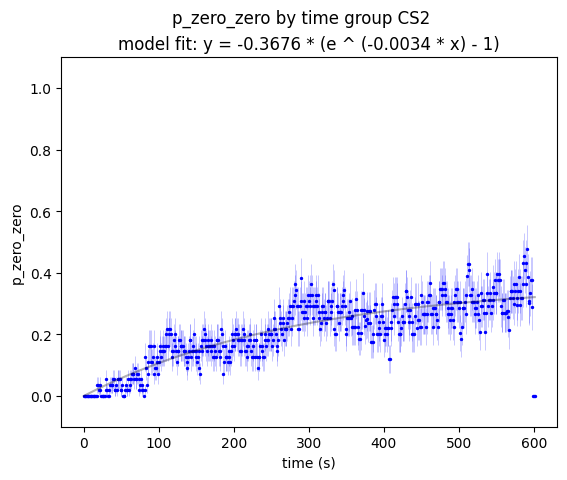 p_zero_zero by time group CS2
model fit: y = -0.3676 * (e ^ (-0.0034 * x) - 1)
1.0
0.8
0.6
0.4
0.2
0.0
p_zero_zero
0 100 200 300 400 500 600
time (s)